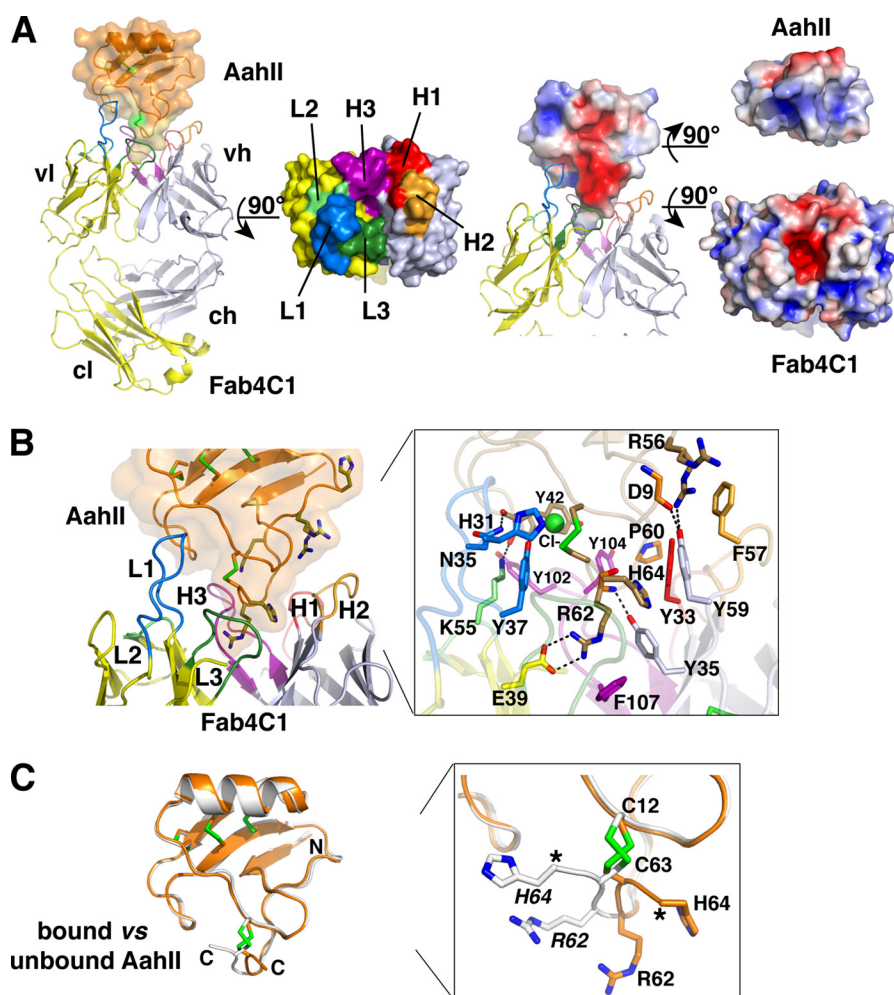 A
AahII
vl
vh
cl
ch
Fab4C1
90°
L2
H3
H1
H2
L1
L3
90°
90°
AahII
Fab4C1
B
AahII
L1
H3
H1
H2
L2
L3
Fab4C1
R56
D9
Y42
H31
Cl-
Y104
P60
F57
N35
Y102
H64
K55
Y37
R62
Y33
Y59
E39
Y35
F107
C
N
bound vs
unbound AahII
C
C
C12
*
C63
H64
*
H64
R62
R62